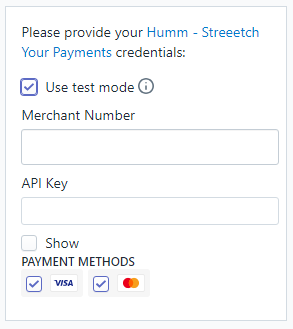 Please provide your Humm - Streeetch
Your Payments credentials:
Use test mode
Merchant Number
API Key
Show
PAYMENT METHODS
VISA